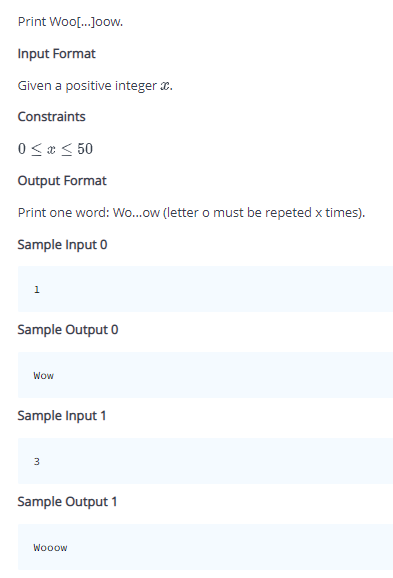 Print Woo[...]oow.
Input Format
Given a positive integer x.
Constraints
0 ≤ x ≤ 50
Output Format
Print one word: Wo...ow (letter o must be repeted x times).
Sample Input 0
1
Sample Output 0
Wow
Sample Input 1
3
Sample Output 1
Wooow